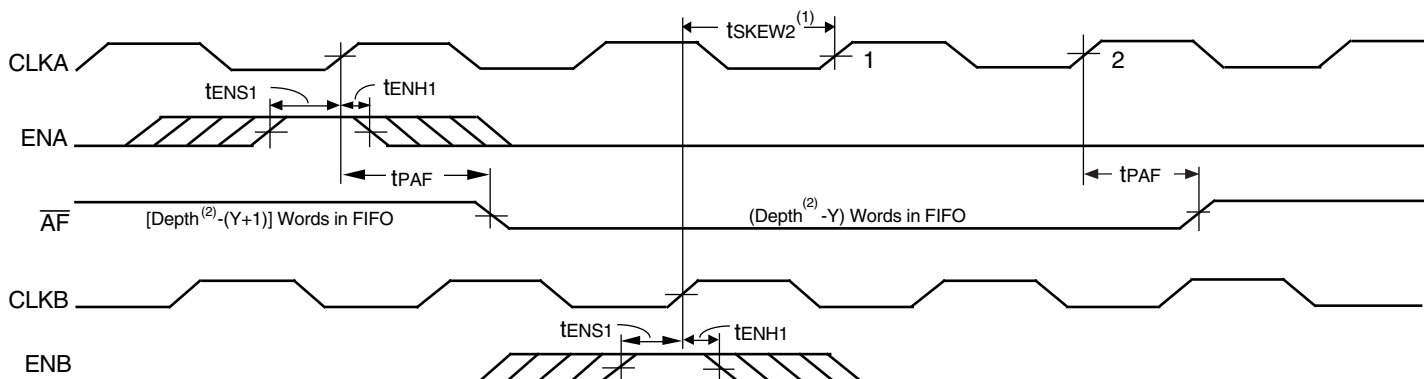 tSKEW2(1)
CLKA 1 2
tENS1 tENH1
ENA
tPAF tPAF
AF [Depth(2)-(Y+1)] Words in FIFO (Depth(2) -Y) Words in FIFO
CLKB
tENS1 tENH1
ENB